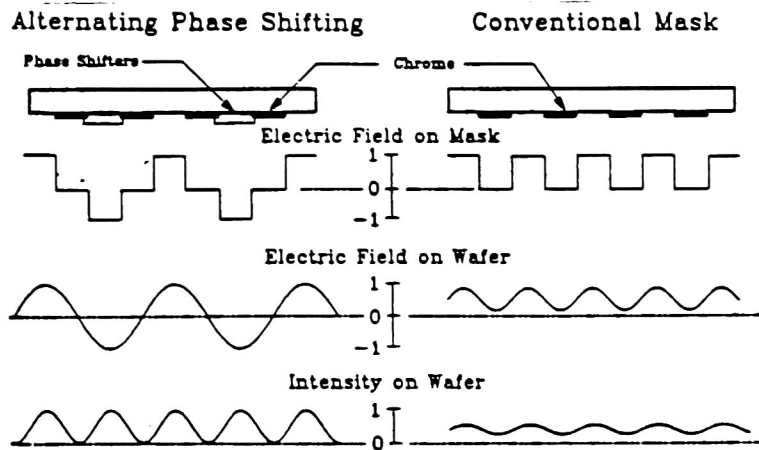 Alternating Phase Shifting
Conventional Mask
Phase Shifters
Chrome
Electric Field on Mask
1
0
-1
Electric Field on Wafer
1
0
-1
Intensity on Wafer
1
0